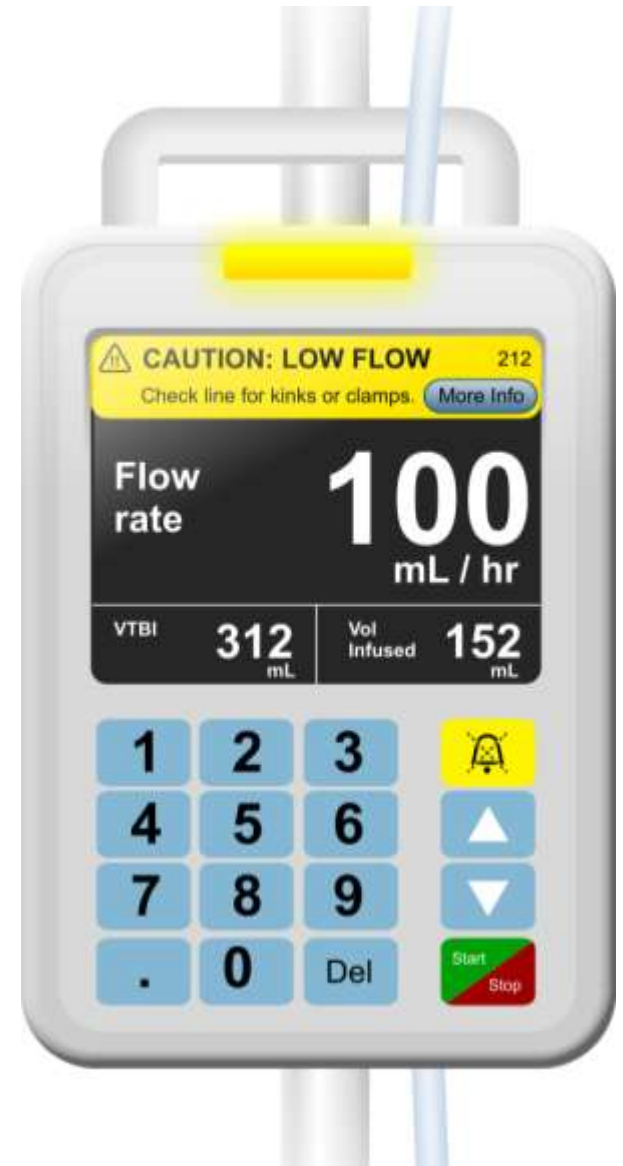 CAUTION: LOW FLOW 212
Check line for kinks or clamps. More Info
Flow
rate
100
mL / hr
VTBI
312
mL
Vol
Infused
152
mL
1 2 3
4 5 6
7 8 9
. 0 Del
Start
Stop